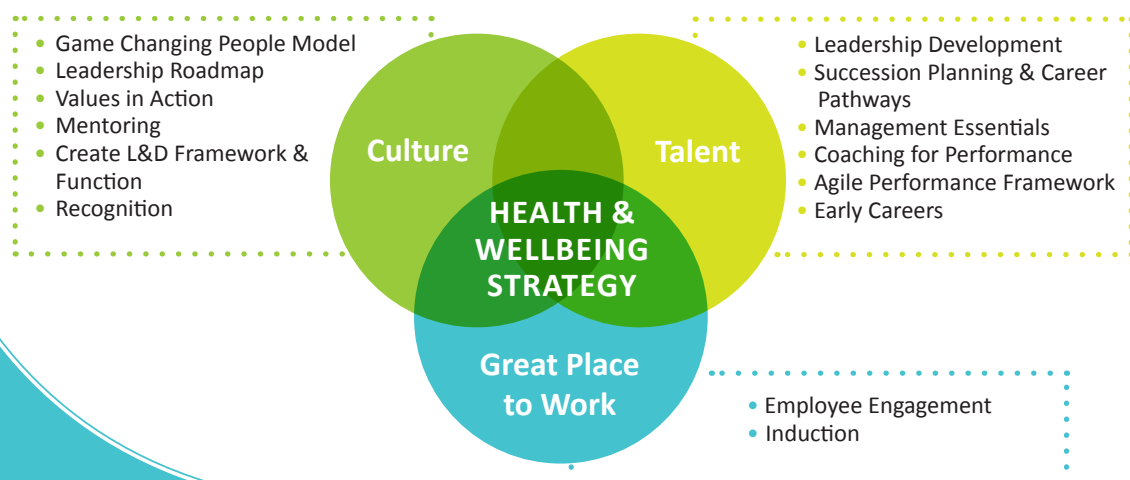 Game Changing People Model
Leadership Roadmap
Values in Action
Mentoring
Create L&D Framework &
Function
Recognition
Culture
Talent
Leadership Development
Succession Planning & Career
Pathways
Management Essentials
Coaching for Performance
Agile Performance Framework
Early Careers
HEALTH &
WELLBEING
STRATEGY
Great Place
to Work
Employee Engagement
Induction